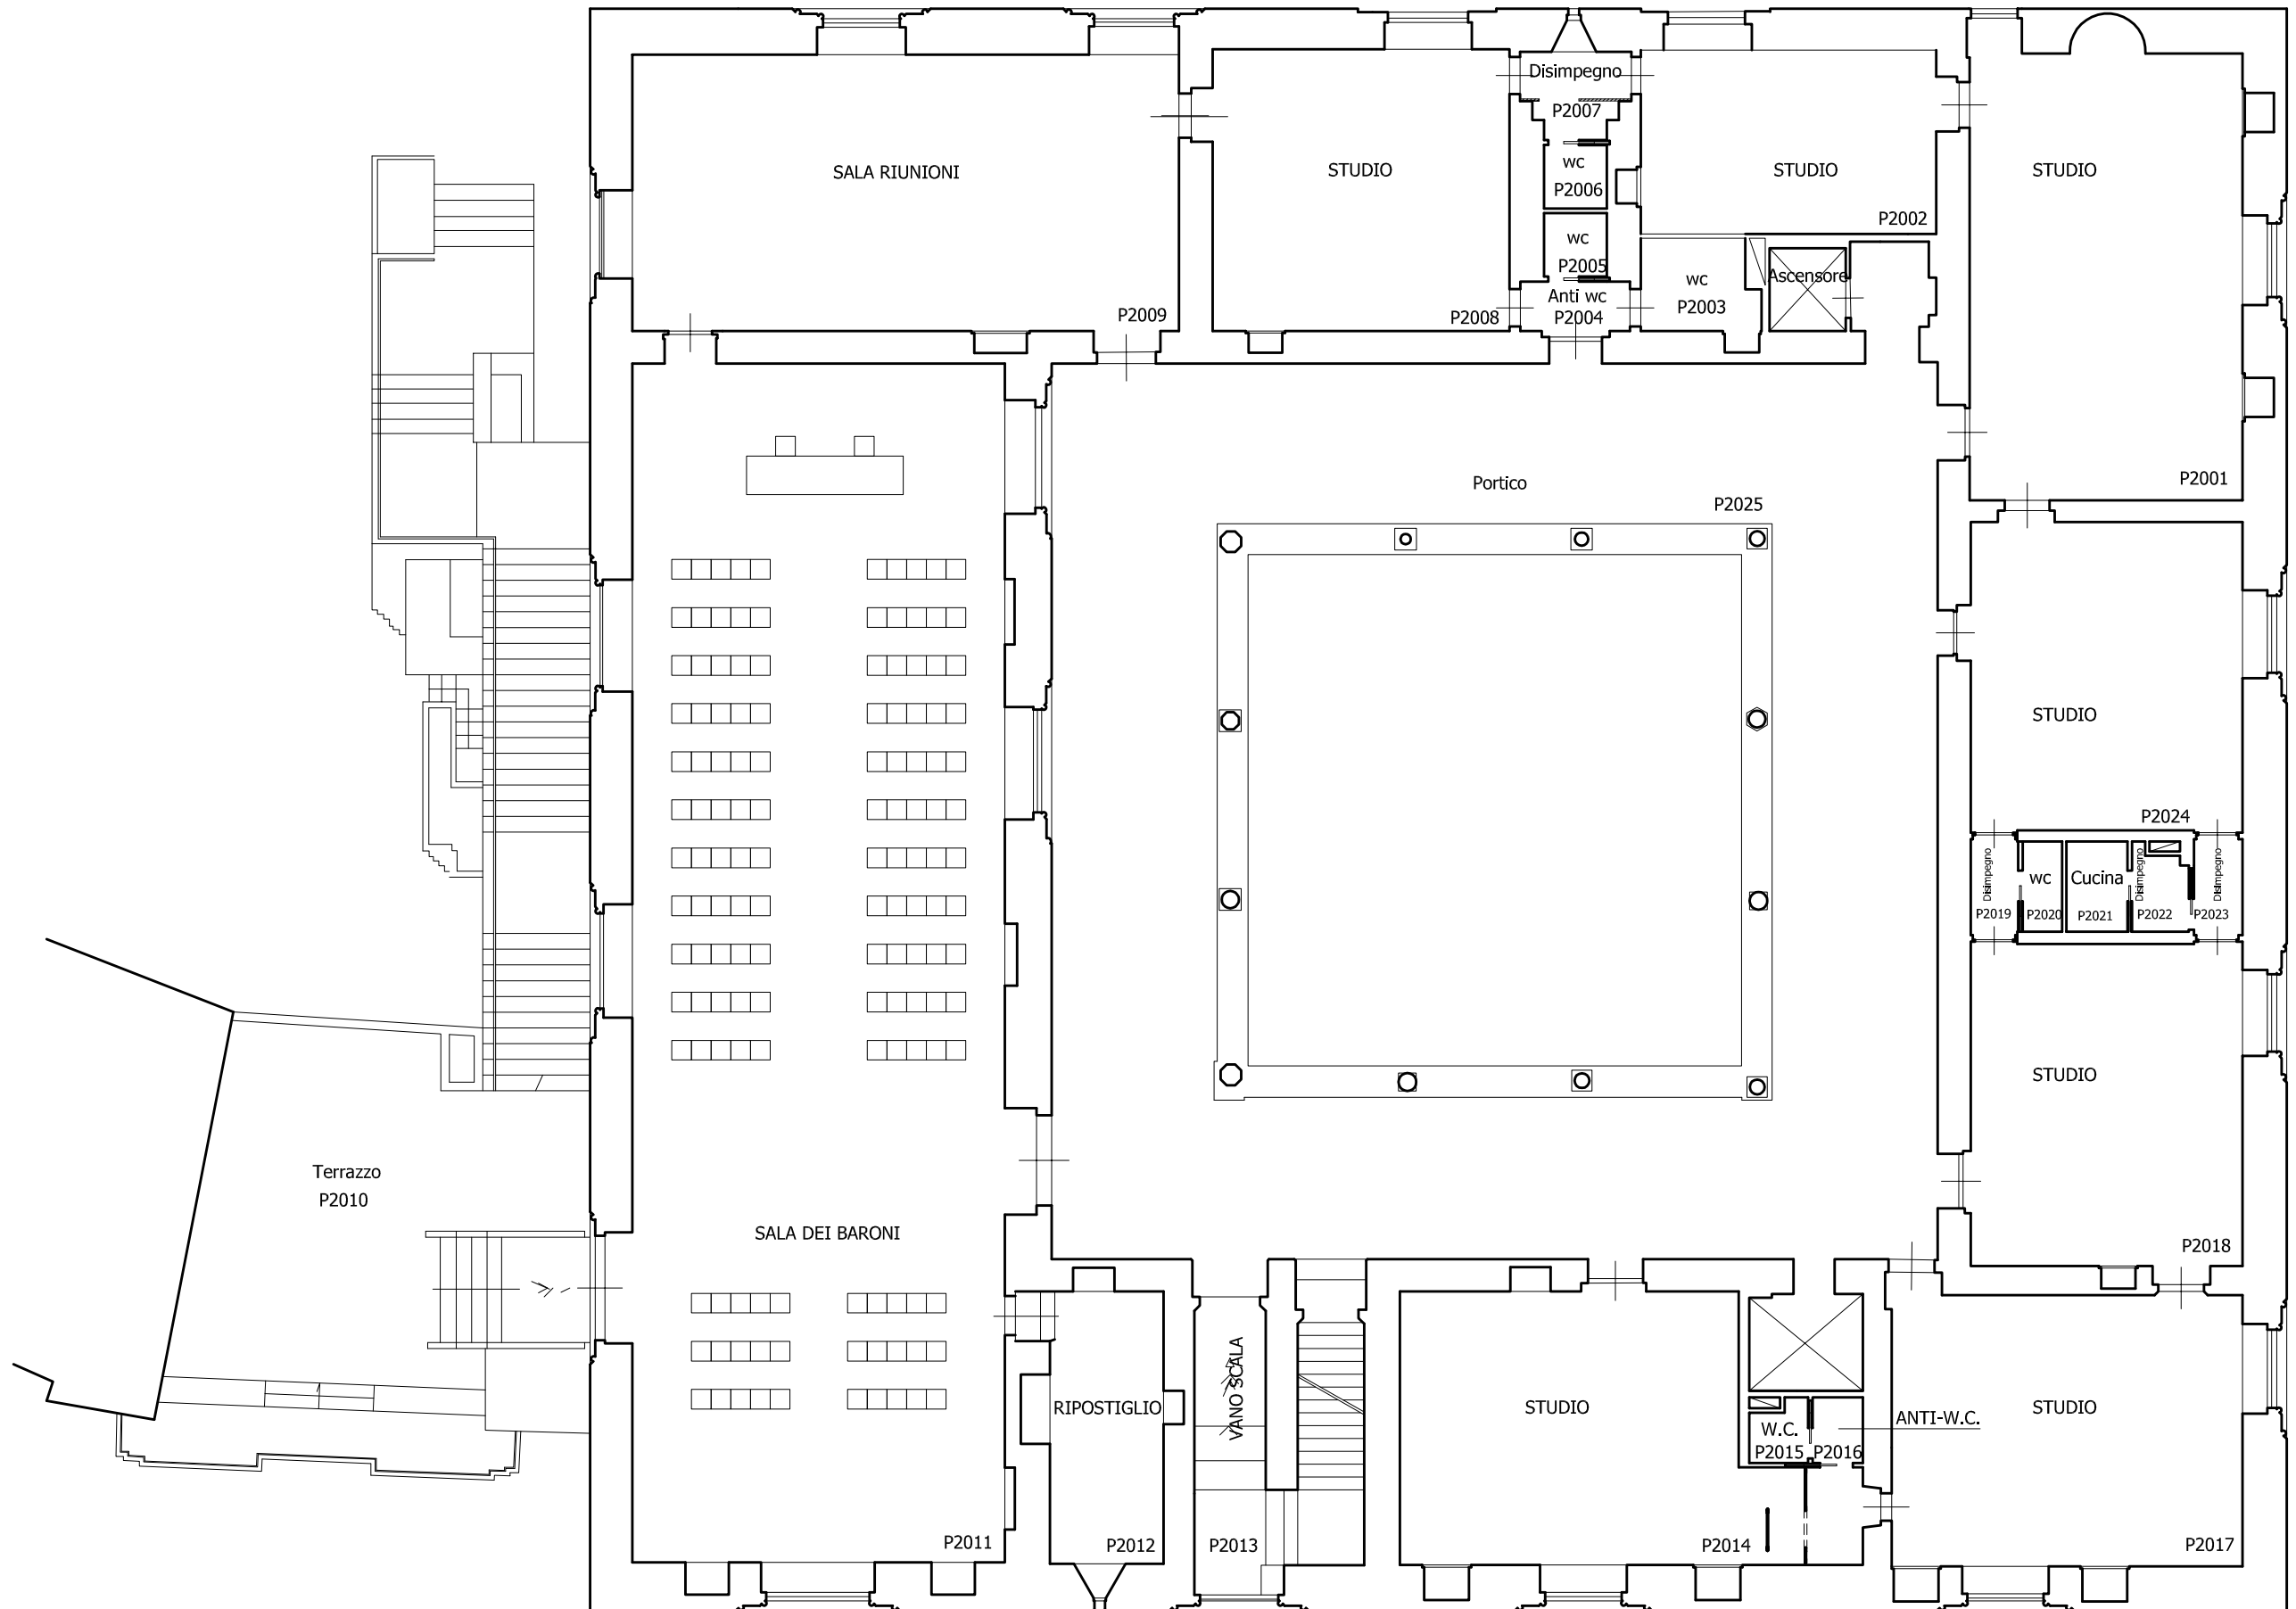 Disimpegno
P2007
SALA RIUNIONI
STUDIO
wc
P2006
STUDIO
STUDIO
P2002
wc
P2005
Ascensore
wc
P2003
Anti wc
P2004
P2009
P2008
P2001
Portico
P2025
STUDIO
P2024
Disimpegno
P2019
wc
P2020
Cucina
P2021
Disimpegno
P2022
Disimpegno
P2023
STUDIO
P2018
Terrazzo
P2010
SALA DEI BARONI
P2011
RIPOSTIGLIO
P2012
VANO SCALA
P2013
STUDIO
P2014
W.C.
P2015
P2016
ANTI-W.C.
STUDIO
P2017